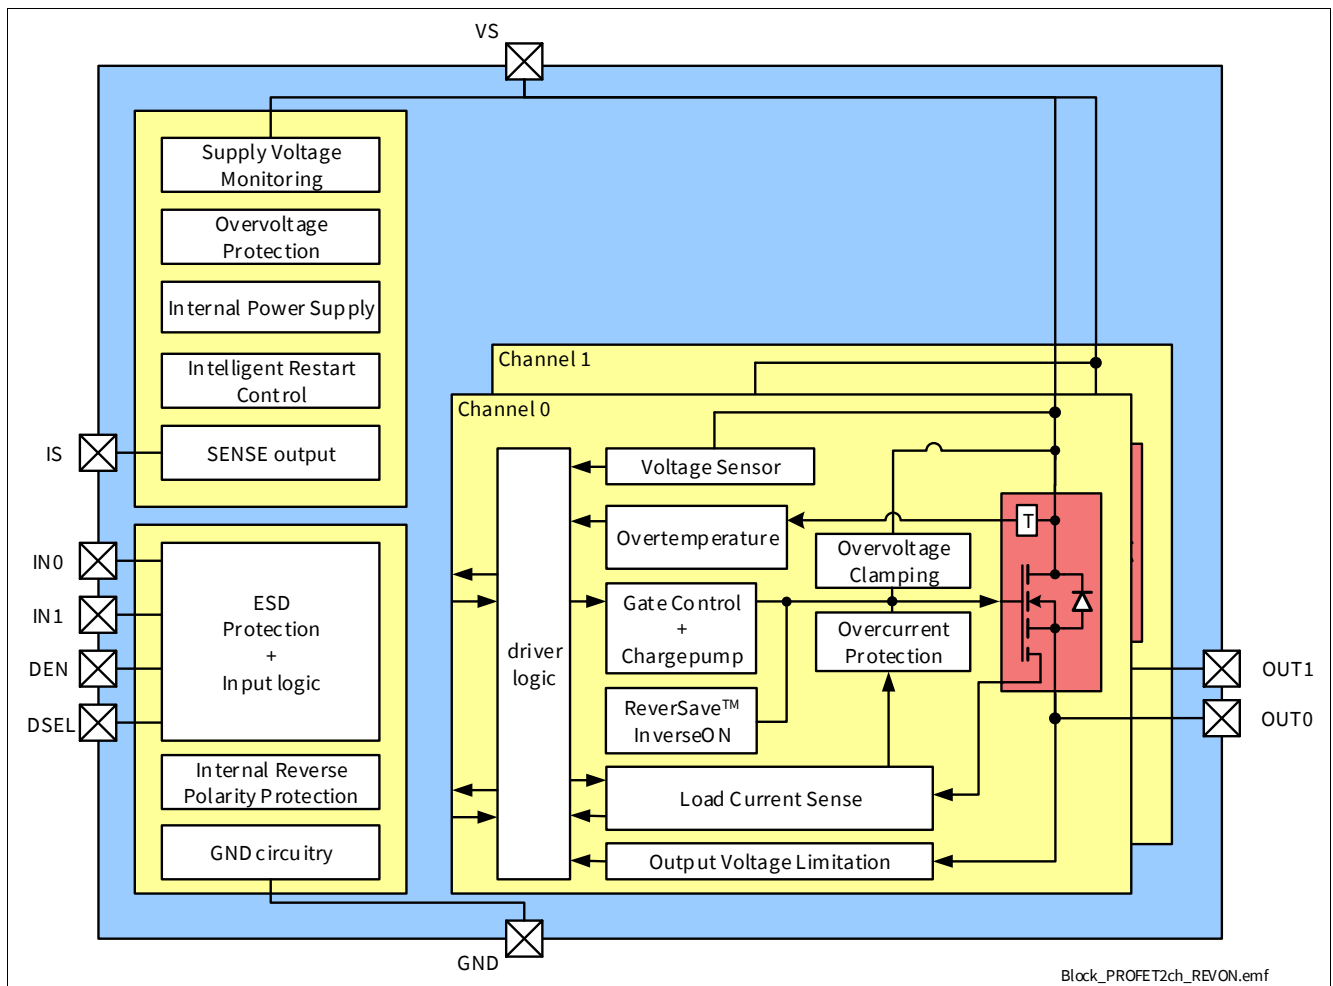 VS
Supply Voltage
Monitoring
Overvoltage
Protection
Internal Power Supply
Intelligent Restart
Control
SENSE output
IS
IN0
IN1
DEN
DSEL
ESD
Protection
+
Input logic
Internal Reverse
Polarity Protection
GND circuitry
GND
Channel 1
Channel 0
driver
logic
Voltage Sensor
Overtemperature
T
Overvoltage
Clamping
Gate Control
+
Chargepump
Overcurrent
Protection
ReverSave™
InverseON
Load Current Sense
Output Voltage Limitation
OUT1
OUT0
Block_PROFET2ch_REVON.emf